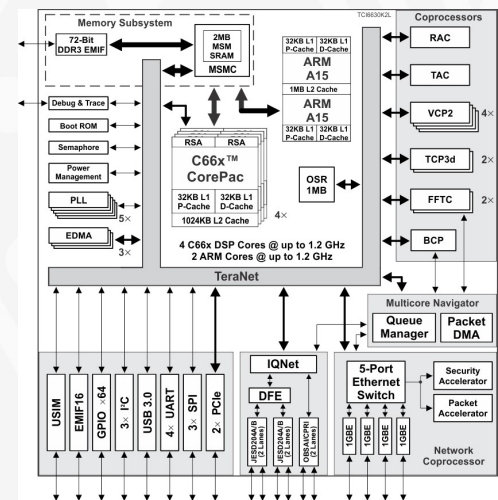 TCI6630K2L
Memory Subsystem
72-Bit
DDR3 EMIF
2MB
MSM
SRAM
MSMC
Debug & Trace
Boot ROM
Semaphore
Power
Management
PLL
5×
EDMA
3×
RSA RSA
C66x™
CorePac
32KB L1
P-Cache
32KB L1
D-Cache
1024KB L2 Cache
4×
32KB L1
P-Cache
32KB L1
D-Cache
ARM
A15
1MB L2 Cache
ARM
A15
32KB L1
P-Cache
32KB L1
D-Cache
OSR
1MB
4 C66x DSP Cores @ up to 1.2 GHz
2 ARM Cores @ up to 1.2 GHz
TeraNet
Coprocessors
RAC
TAC
VCP2
4×
TCP3d
2×
FFTC
2×
BCP
Multicore Navigator
Queue
Manager
Packet
DMA
USIM
EMIF16
GPIO ×64
3× I²C
USB 3.0
4× UART
3× SPI
2× PCIe
IQNet
DFE
JESD204A/B
(2 Lanes)
JESD204A/B
(2 Lanes)
OBSAI/CPRI
(2 Lanes)
5-Port
Ethernet
Switch
1GBE
1GBE
1GBE
1GBE
Security
Accelerator
Packet
Accelerator
Network
Coprocessor